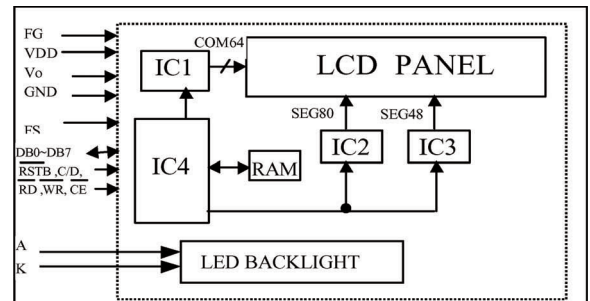 FG
VDD
Vo
GND
FS
DB0~DB7
RSTB ,C/D,
RD ,WR, CE
A
K
COM64
IC1
LCD PANEL
SEG80
SEG48
IC4
RAM
IC2
IC3
LED BACKLIGHT